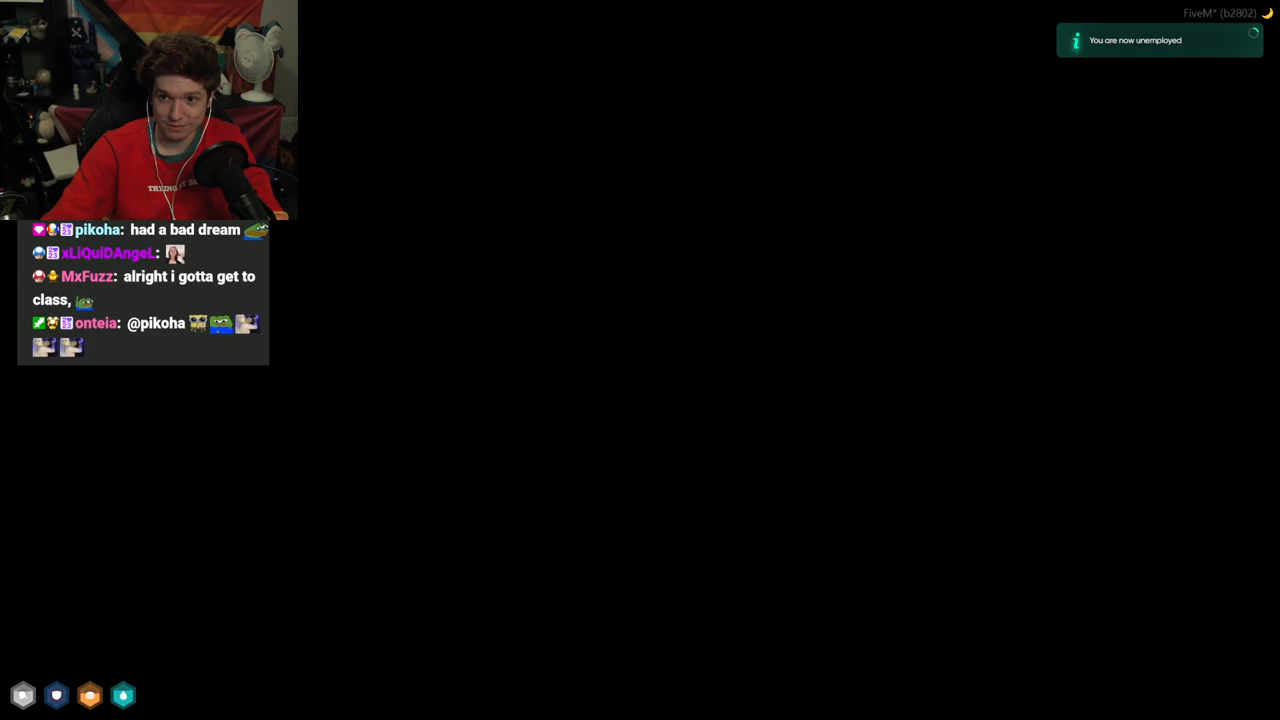 FiveM* (b2802)
You are now unemployed
TRYING
pikoha: had a bad dream
xLiQuiDAngeL:
MxFuzz: alright i gotta get to
class,
onteia: @pikoha